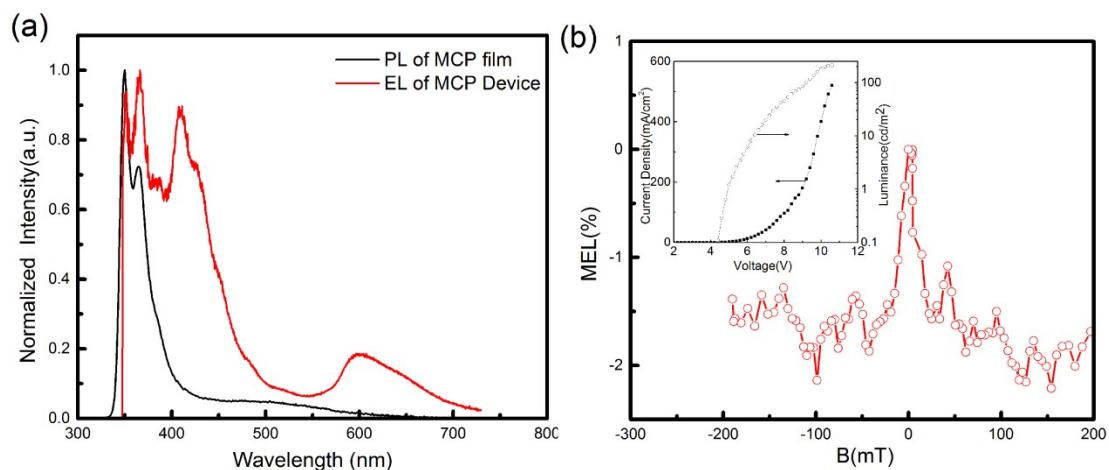 (a)
PL of MCP film
EL of MCP Device
1.0
0.8
0.6
0.4
0.2
0.0
Normalized Intensity(a.u.)
300 400 500 600 700 800
Wavelength (nm)
(b)
1
0
-1
-2
MEL(%)
-300 -200 -100 0 100 200
B(mT)
600
400
200
0
Current Density(mA/cm²)
100
10
1
0.1
Luminance(cd/m2)
2 4 6 8 10 12
Voltage(V)